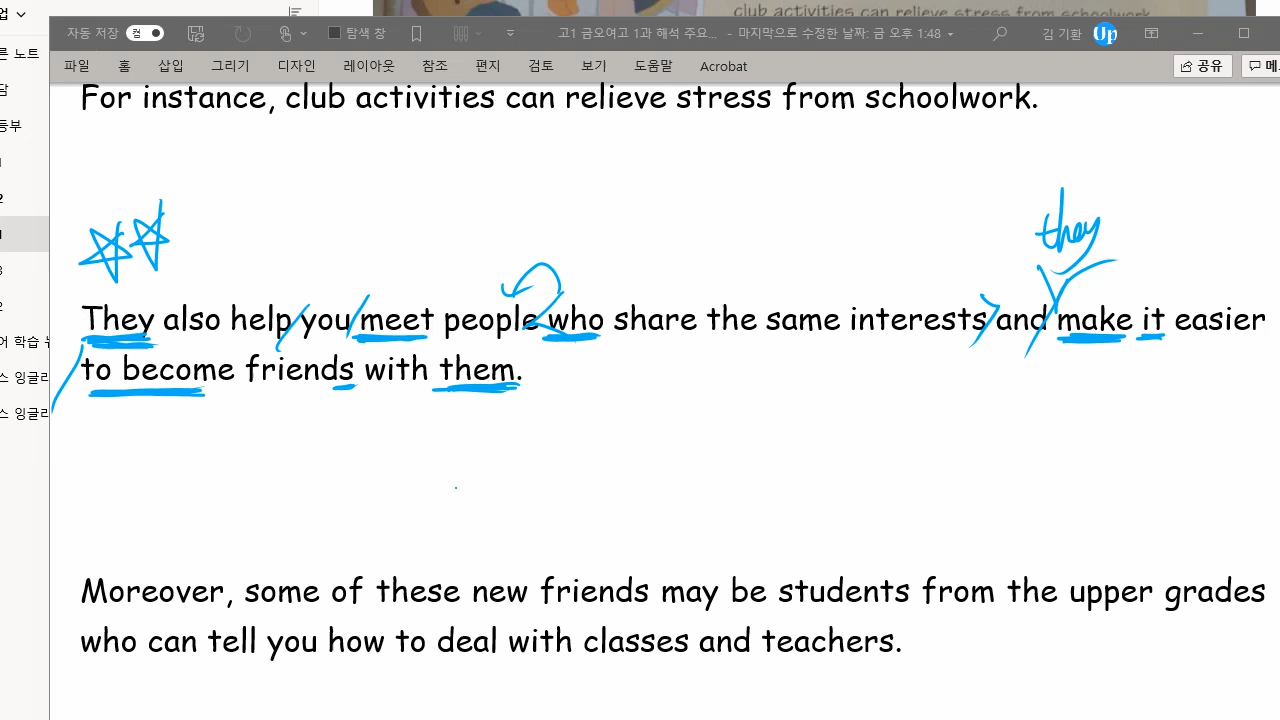 club activities can relieve stress from schoolwork
자동 저장 컴 탐색 창 고1 금오여고 1과 해석 주요... – 마지막으로 수정한 날짜: 금 오후 1:48 김 기환 Up
파일 홈 삽입 그리기 디자인 레이아웃 참조 편지 검토 보기 도움말 Acrobat 공유
For instance, club activities can relieve stress from schoolwork.
they
They also help you meet people who share the same interests and make it easier
to become friends with them.
Moreover, some of these new friends may be students from the upper grades
who can tell you how to deal with classes and teachers.